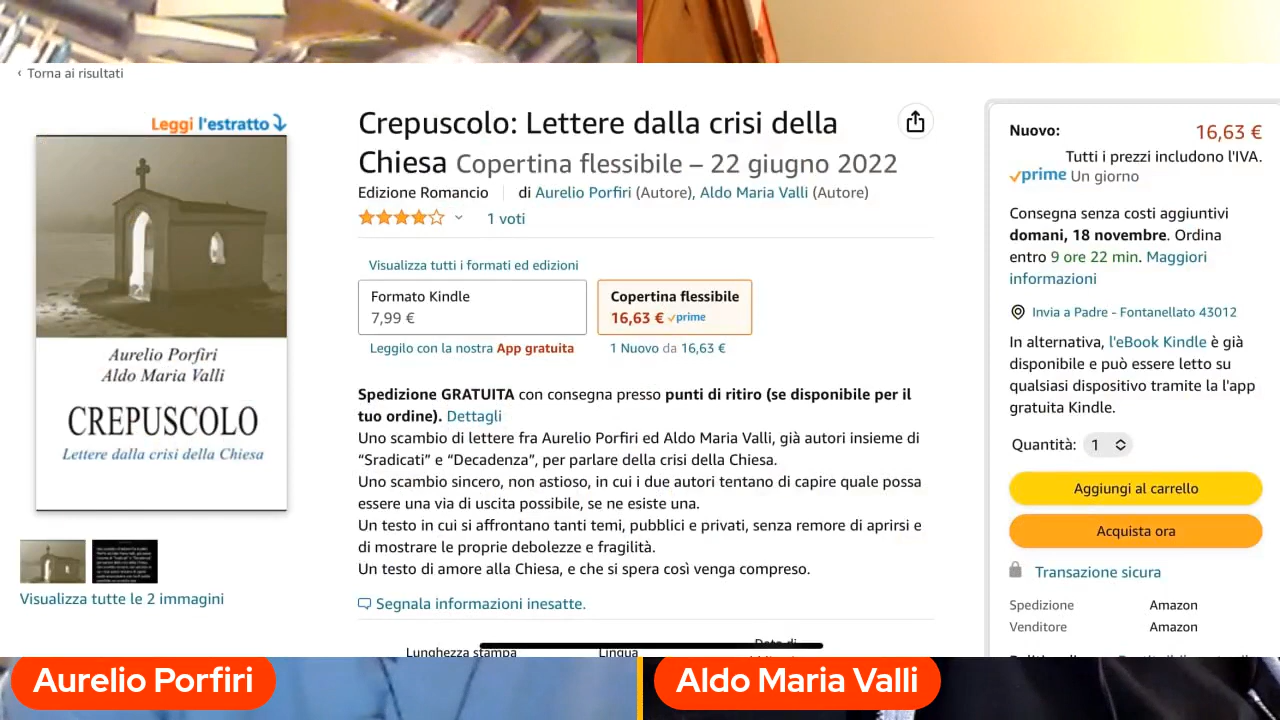 ‹ Torna ai risultati
Leggi l'estratto
Aurelio Porfiri
Aldo Maria Valli
CREPUSCOLO
Lettere dalla crisi della Chiesa
Visualizza tutte le 2 immagini
Crepuscolo: Lettere dalla crisi della
Chiesa Copertina flessibile – 22 giugno 2022
Edizione Romancio di Aurelio Porfiri (Autore), Aldo Maria Valli (Autore)
1 voti
Visualizza tutti i formati ed edizioni
Formato Kindle
7,99 €
Leggilo con la nostra App gratuita
Copertina flessibile
16,63 € prime
1 Nuovo da 16,63 €
Spedizione GRATUITA con consegna presso punti di ritiro (se disponibile per il
tuo ordine). Dettagli
Uno scambio di lettere fra Aurelio Porfiri ed Aldo Maria Valli, già autori insieme di
“Sradicati” e “Decadenza”, per parlare della crisi della Chiesa.
Uno scambio sincero, non astioso, in cui i due autori tentano di capire quale possa
essere una via di uscita possibile, se ne esiste una.
Un testo in cui si affrontano tanti temi, pubblici e privati, senza remore di aprirsi e
di mostrare le proprie debolezze e fragilità.
Un testo di amore alla Chiesa, e che si spera così venga compreso.
Segnala informazioni inesatte.
Lunghezza stampa
Lingua
Data di
Nuovo: 16,63 €
Tutti i prezzi includono l'IVA.
prime Un giorno
Consegna senza costi aggiuntivi
domani, 18 novembre. Ordina
entro 9 ore 22 min. Maggiori
informazioni
Invia a Padre - Fontanellato 43012
In alternativa, l'eBook Kindle è già
disponibile e può essere letto su
qualsiasi dispositivo tramite la l'app
gratuita Kindle.
Quantità: 1
Aggiungi al carrello
Acquista ora
Transazione sicura
Spedizione Amazon
Venditore Amazon
Aurelio Porfiri
Aldo Maria Valli